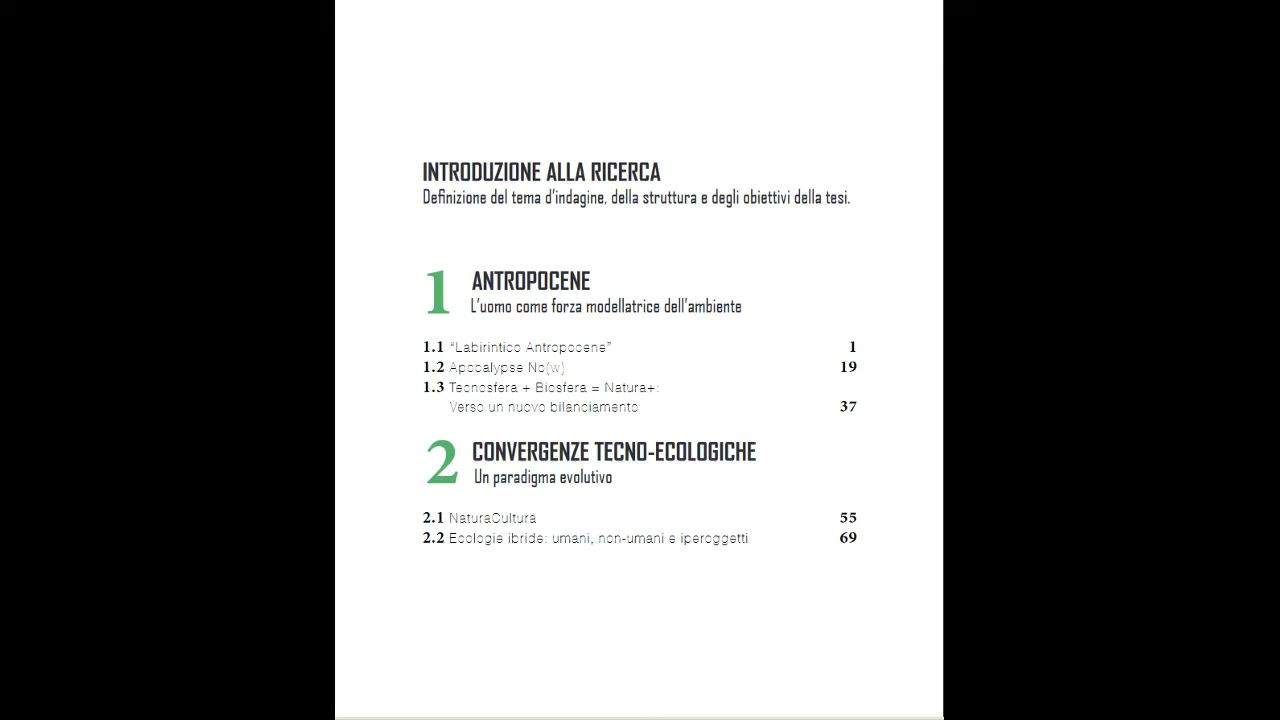 INTRODUZIONE ALLA RICERCA
Definizione del tema d'indagine, della struttura e degli obiettivi della tesi.
1 ANTROPOCENE
L'uomo come forza modellatrice dell'ambiente
1.1 “Labirintico Antropocene” 1
1.2 Apocalypse No(w) 19
1.3 Tecnosfera + Biosfera = Natura+:
Verso un nuovo bilanciamento 37
2 CONVERGENZE TECNO-ECOLOGICHE
Un paradigma evolutivo
2.1 NaturaCultura 55
2.2 Ecologie ibride: umani, non-umani e iperoggetti 69